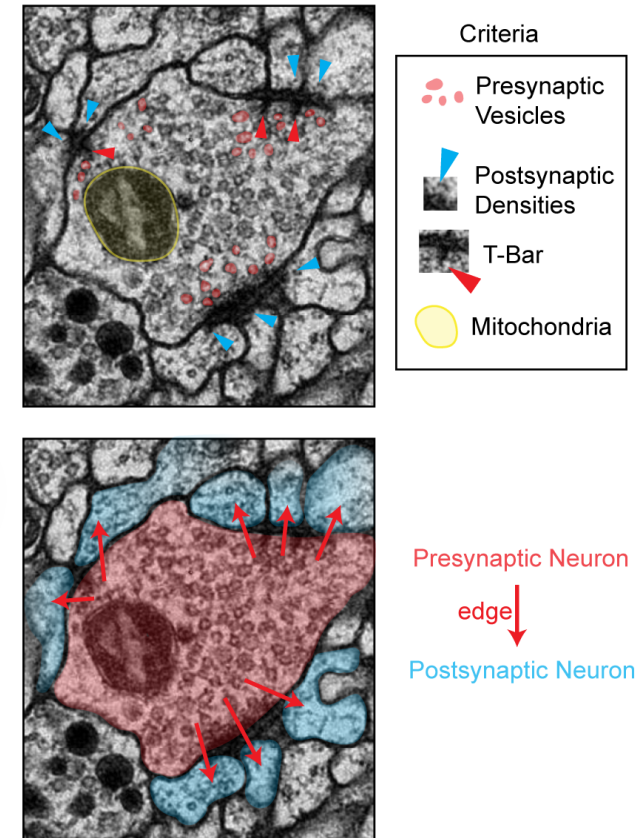 Criteria
Presynaptic
Vesicles
Postsynaptic
Densities
T-Bar
Mitochondria
Presynaptic Neuron
edge
Postsynaptic Neuron